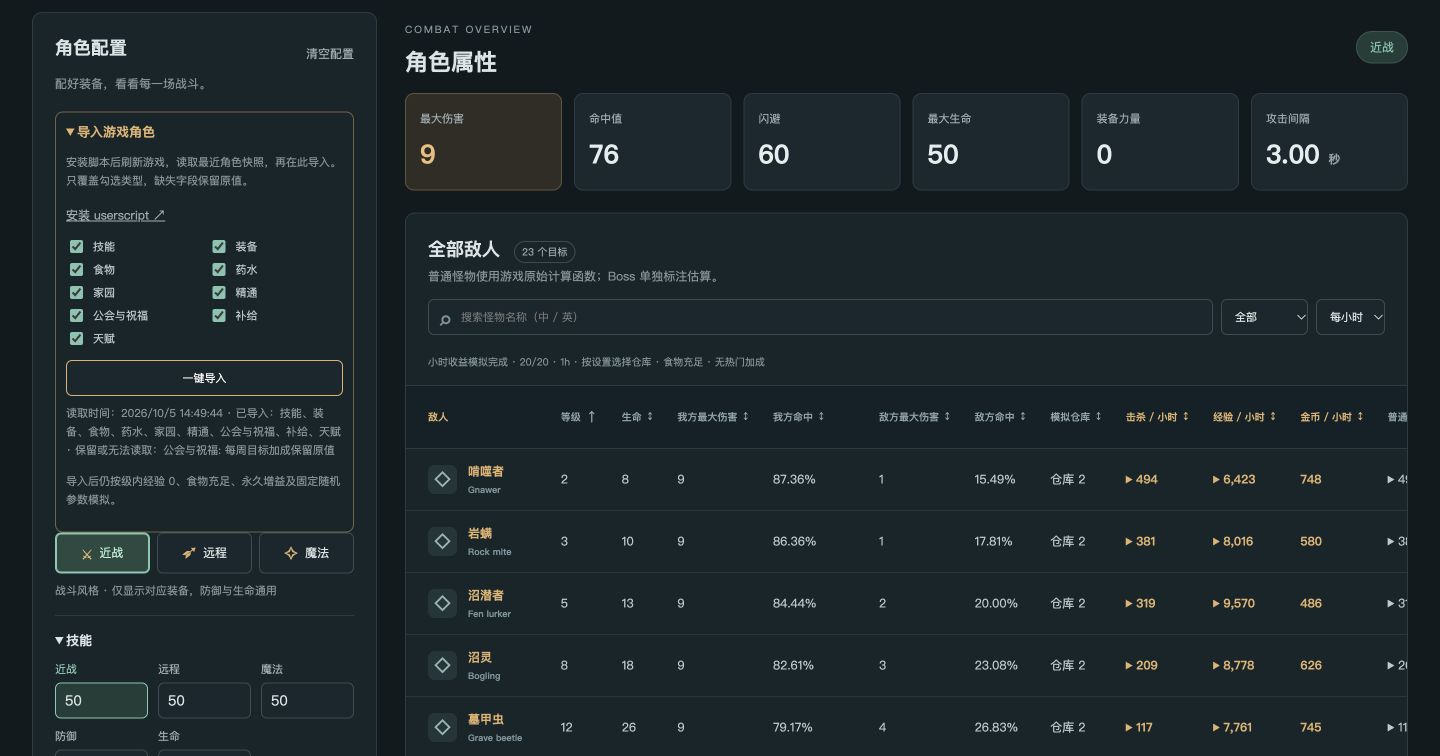 角色配置
清空配置
配好装备，看看每一场战斗。
▼导入游戏角色
安装脚本后刷新游戏，读取最近角色快照，再在此导入。
只覆盖勾选类型，缺失字段保留原值。
安装 userscript ↗
技能 装备
食物 药水
家园 精通
公会与祝福 补给
天赋
一键导入
读取时间：2026/10/5 14:49:44 · 已导入：技能、装
备、食物、药水、家园、精通、公会与祝福、补给、天赋
· 保留或无法读取：公会与祝福: 每周目标加成保留原值
导入后仍按级内经验 0、食物充足、永久增益及固定随机
参数模拟。
近战 远程 魔法
战斗风格 · 仅显示对应装备，防御与生命通用
▼技能
近战 远程 魔法
50 50 50
防御 生命
COMBAT OVERVIEW
角色属性
近战
最大伤害 命中值 闪避 最大生命 装备力量 攻击间隔
9 76 60 50 0 3.00 秒
全部敌人 23 个目标
普通怪物使用游戏原始计算函数；Boss 单独标注估算。
搜索怪物名称（中 / 英） 全部 每小时
小时收益模拟完成 · 20/20 · 1h · 按设置选择仓库 · 食物充足 · 无热门加成
敌人 等级 ↑ 生命 ↕ 我方最大伤害 ↕ 我方命中 ↕ 敌方最大伤害 ↕ 敌方命中 ↕ 模拟仓库 ↕ 击杀 / 小时 ↕ 经验 / 小时 ↕ 金币 / 小时 ↕ 普通
啃噬者 2 8 9 87.36% 1 15.49% 仓库 2 ▶ 494 ▶ 6,423 748 ▶ 49
Gnawer
岩螨 3 10 9 86.36% 1 17.81% 仓库 2 ▶ 381 ▶ 8,016 580 ▶ 38
Rock mite
沼潜者 5 13 9 84.44% 2 20.00% 仓库 2 ▶ 319 ▶ 9,570 486 ▶ 31
Fen lurker
沼灵 8 18 9 82.61% 3 23.08% 仓库 2 ▶ 209 ▶ 8,778 626 ▶ 20
Bogling
墓甲虫 12 26 9 79.17% 4 26.83% 仓库 2 ▶ 117 ▶ 7,761 745 ▶ 11
Grave beetle